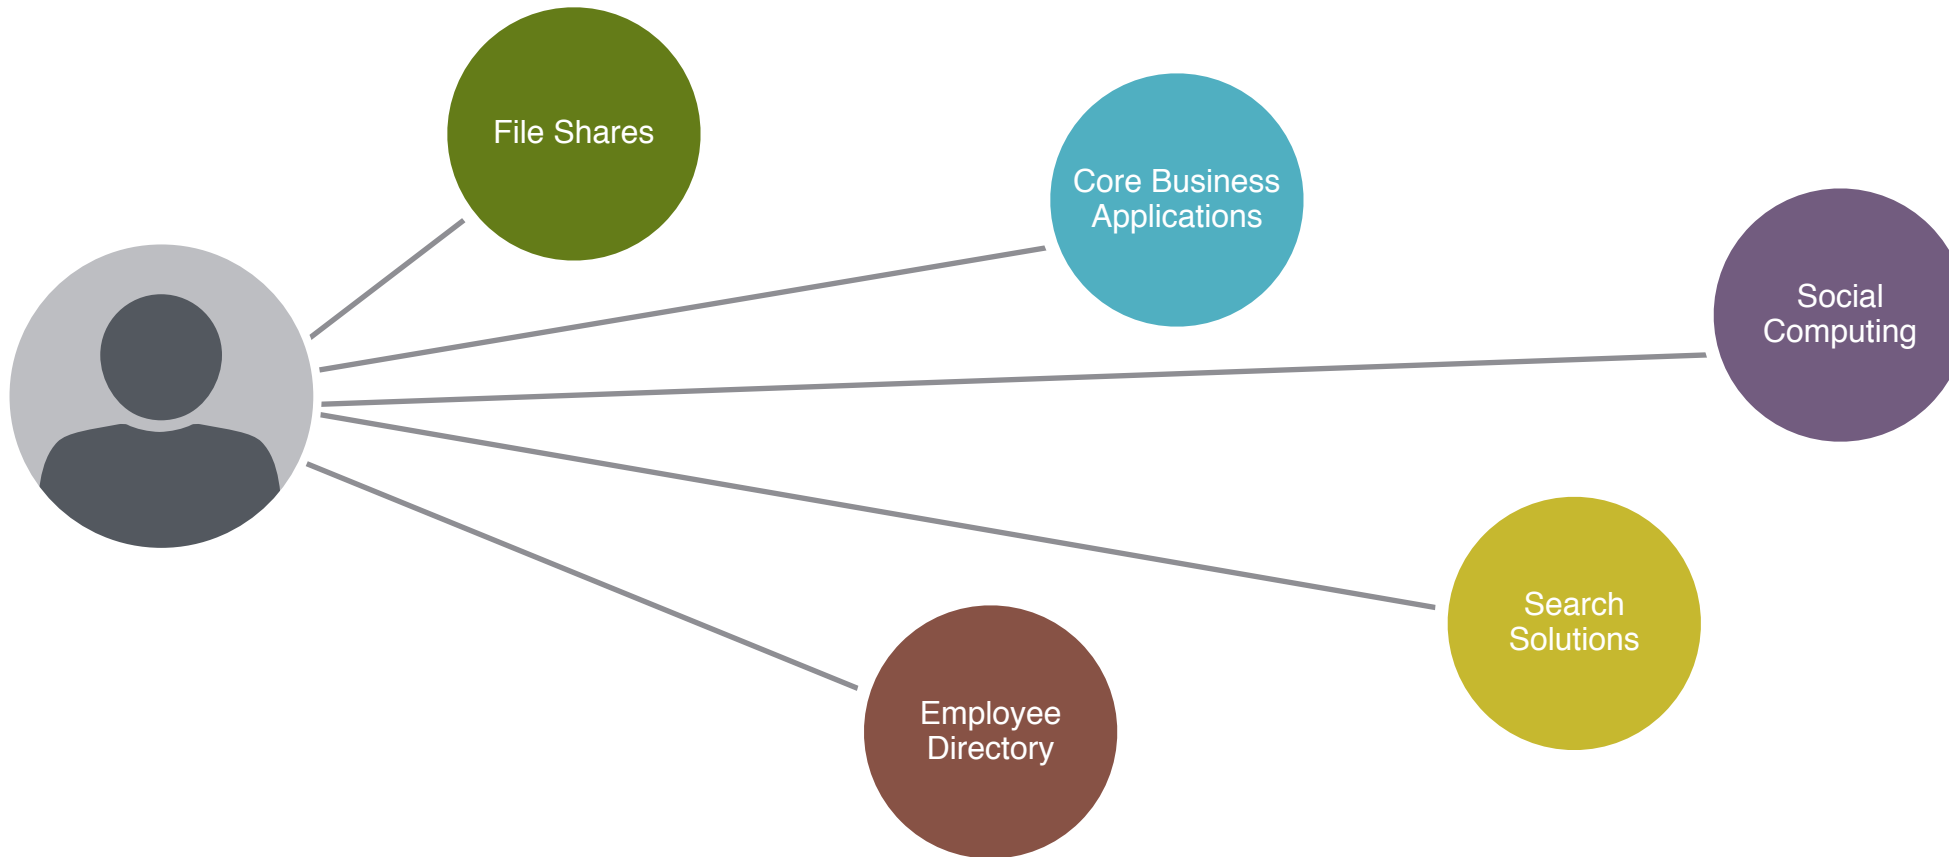 File Shares
Core Business
Applications
Social
Computing
Search
Solutions
Employee
Directory